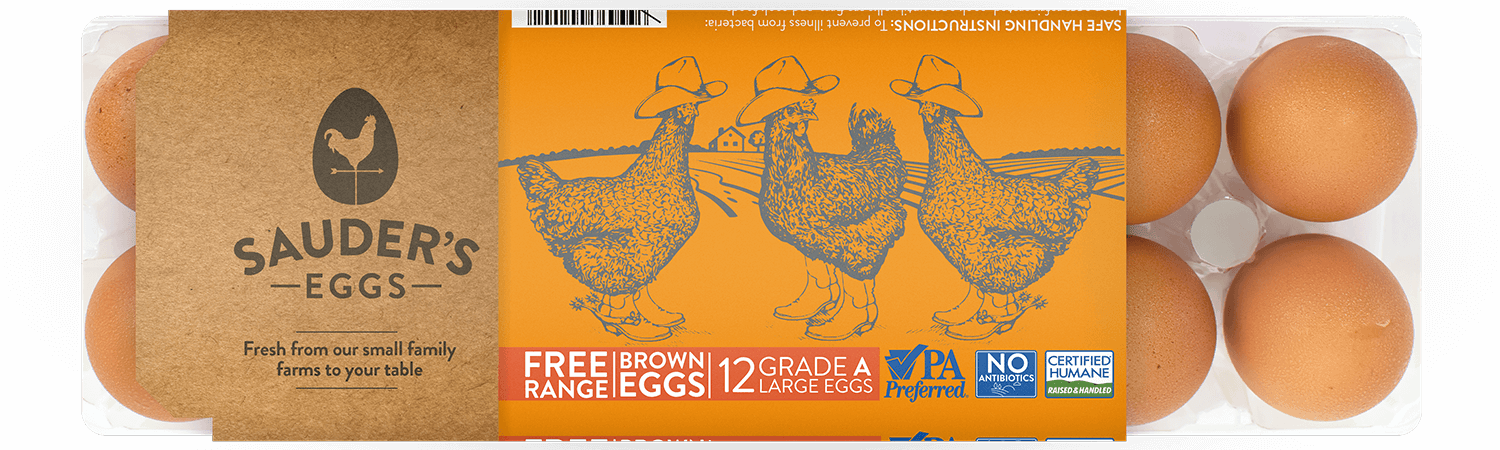 SAFE HANDLING INSTRUCTIONS: To prevent illness from bacteria:
SAUDER'S
EGGS
Fresh from our small family
farms to your table
FREE
RANGE
BROWN
EGGS
12
GRADE A
LARGE EGGS
PA
Preferred®
NO
ANTIBIOTICS
CERTIFIED
HUMANE
RAISED & HANDLED